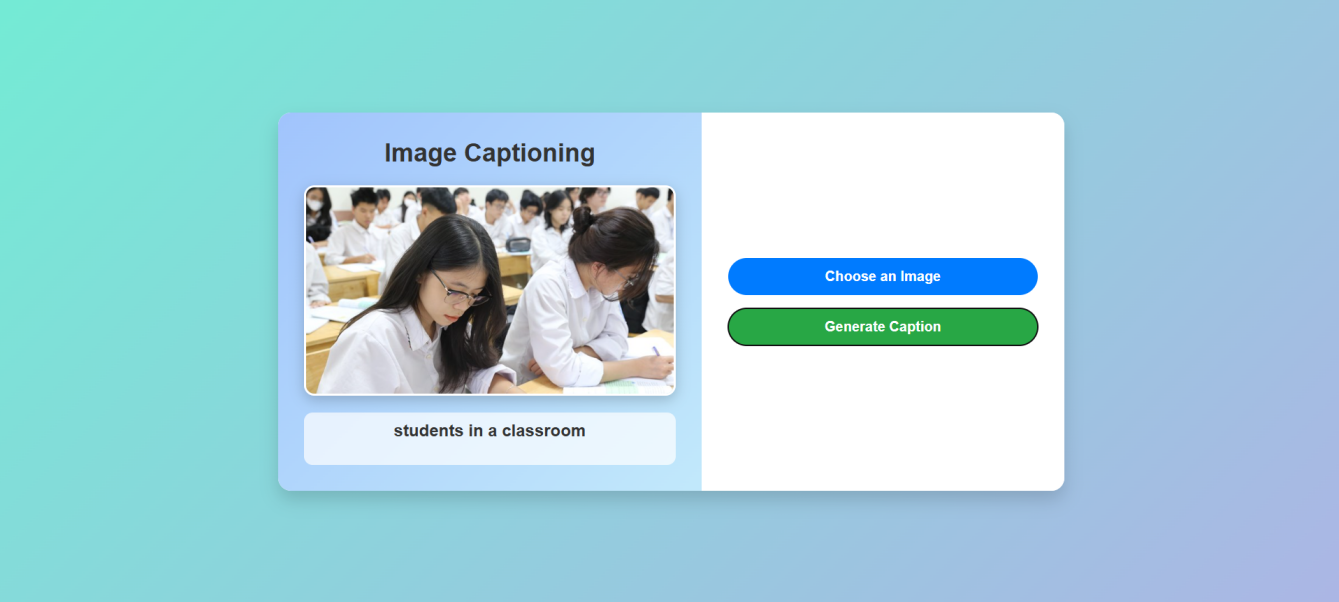 Image Captioning
students in a classroom
Choose an Image
Generate Caption